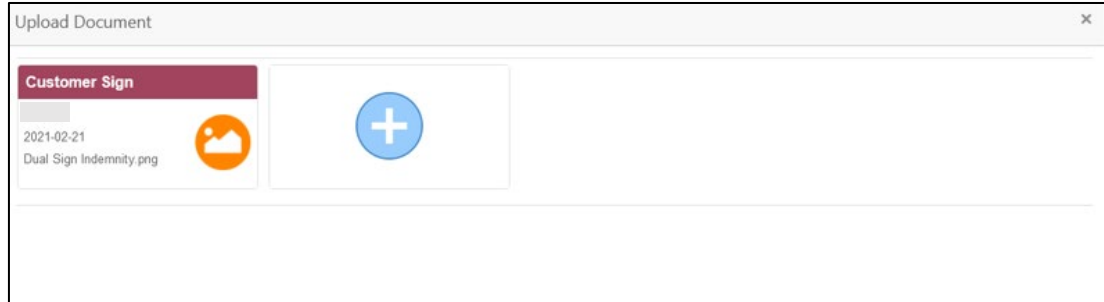 Upload Document
×
Customer Sign
2021-02-21
Dual Sign Indemnity.png